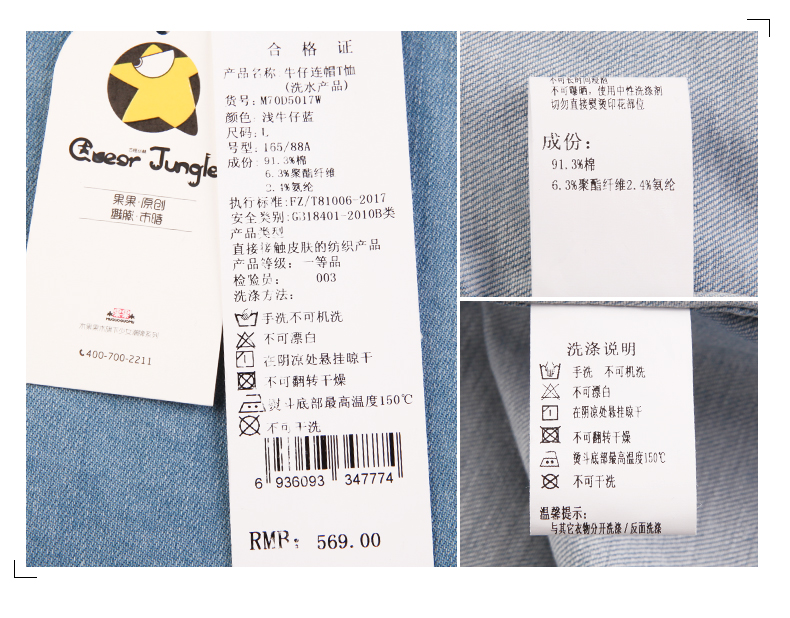 Queer Jungle
果果·原创
400-700-2211
合 格 证
产品名称:牛仔连帽T恤
(洗水产品)
货号:M70D5017W
颜色:浅牛仔蓝
尺码:L
号型:165/88A
成份:91.3%棉
6.3%聚酯纤维
2.4%氨纶
执行标准:FZ/T81006-2017
安全类别:GB18401-2010B类
产品类型
直接接触皮肤的纺织产品
产品等级:一等品
检验员: 003
洗涤方法:
手洗不可机洗
不可漂白
在阴凉处悬挂晾干
不可翻转干燥
熨斗底部最高温度150℃
不可干洗
6 936093 347774
RMB: 569.00
不可曝晒,使用中性洗涤剂
切勿直接熨烫印花部位
成份:
91.3%棉
6.3%聚酯纤维2.4%氨纶
洗涤说明
手洗 不可机洗
不可漂白
在阴凉处悬挂晾干
不可翻转干燥
熨斗底部最高温度150℃
不可干洗
温馨提示:
与其它衣物分开洗涤/反面洗涤